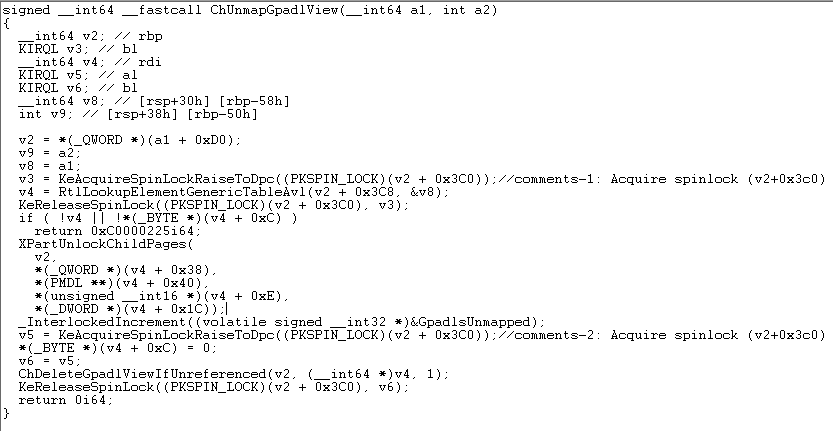 signed __int64 __fastcall ChUnmapGpadlView(__int64 a1, int a2)
{
__int64 v2; // rbp
KIRQL v3; // bl
__int64 v4; // rdi
KIRQL v5; // al
KIRQL v6; // bl
__int64 v8; // [rsp+30h] [rbp-58h]
int v9; // [rsp+38h] [rbp-50h]
v2 = *(_QWORD *)(a1 + 0xD0);
v9 = a2;
v8 = a1;
v3 = KeAcquireSpinLockRaiseToDpc((PKSPIN_LOCK)(v2 + 0x3C0));//comments-1: Acquire spinlock (v2+0x3c0)
v4 = RtlLookupElementGenericTableAvl(v2 + 0x3C8, &v8);
KeReleaseSpinLock((PKSPIN_LOCK)(v2 + 0x3C0), v3);
if ( !v4 || !*(_BYTE *)(v4 + 0xC) )
return 0xC0000225i64;
XPartUnlockChildPages(
v2,
*(_QWORD *)(v4 + 0x38),
*(PMDL **)(v4 + 0x40),
*(unsigned __int16 *)(v4 + 0xE),
*(_DWORD *)(v4 + 0x1C));
_InterlockedIncrement((volatile signed __int32 *)&GpadlsUnmapped);
v5 = KeAcquireSpinLockRaiseToDpc((PKSPIN_LOCK)(v2 + 0x3C0));//comments-2: Acquire spinlock (v2+0x3c0)
*(_BYTE *)(v4 + 0xC) = 0;
v6 = v5;
ChDeleteGpadlViewIfUnreferenced(v2, (__int64 *)v4, 1);
KeReleaseSpinLock((PKSPIN_LOCK)(v2 + 0x3C0), v6);
return 0i64;
}